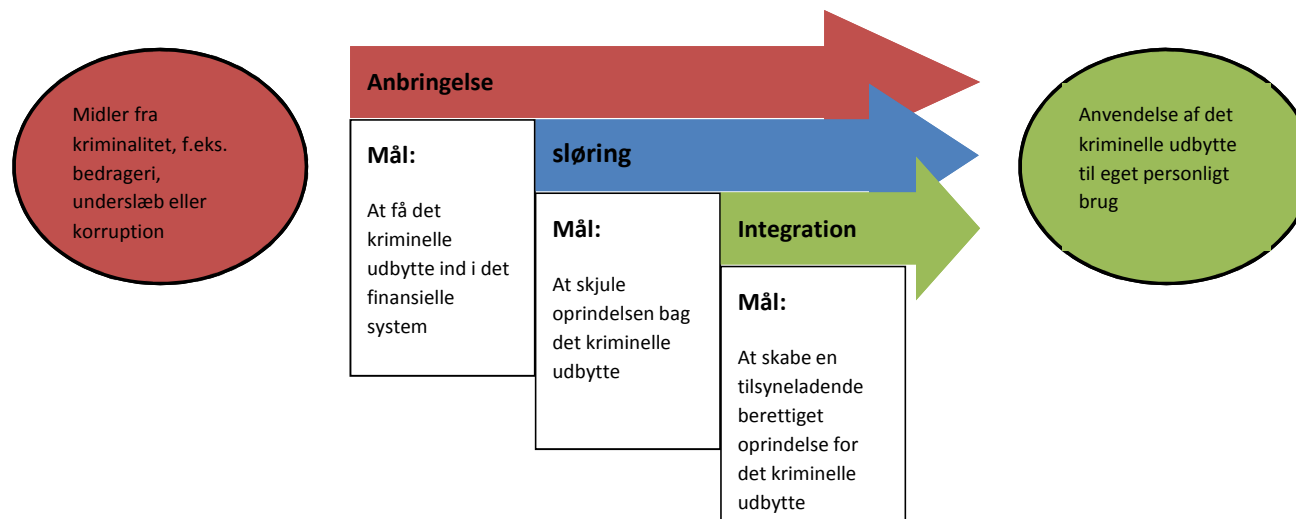 Midler fra
kriminalitet, f.eks.
bedrageri,
underslæb eller
korruption
Anbringelse
Mål:
At få det
kriminelle
udbytte ind i det
finansielle
system
sløring
Mål:
At skjule
oprindelsen bag
det kriminelle
udbytte
Integration
Mål:
At skabe en
tilsyneladende
berettiget
oprindelse for
det kriminelle
udbytte
Anvendelse af det
kriminelle udbytte
til eget personligt
brug